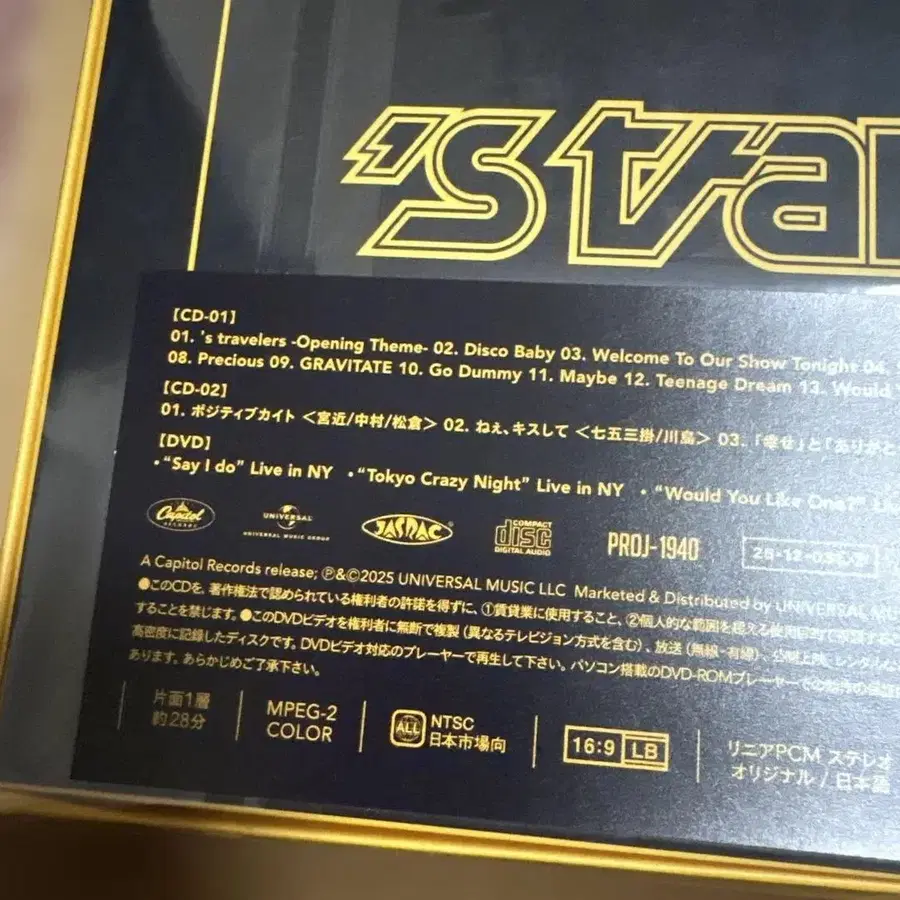 's tra
【CD-01】
01. 's travelers -Opening Theme- 02. Disco Baby 03. Welcome To Our Show Tonight 04.
08. Precious 09. GRAVITATE 10. Go Dummy 11. Maybe 12. Teenage Dream 13. Would
【CD-02】
01. ポジティブカイト <宮近/中村/松倉> 02. ねぇ、キスして <七五三掛/川島> 03. 「幸せ」と「ありがと
【DVD】
・"Say I do" Live in NY ・"Tokyo Crazy Night" Live in NY ・"Would You Like One?"
Capitol RECORDS
UNIVERSAL
UNIVERSAL MUSIC GROUP
JASRAC
COMPACT disc DIGITAL AUDIO
PROJ-1940
A Capitol Records release; ℗&©2025 UNIVERSAL MUSIC LLC Marketed & Distributed by UNIVERSAL
●このCDを、著作権法で認められている権利者の許諾を得ずに、①賃貸業に使用すること、②個人的な範囲を超える使用目的で複製する
することを禁じます。●このDVDビデオを権利者に無断で複製(異なるテレビジョン方式を含む)、放送(無線・有線)、公開上映、レンタル
高密度に記録したディスクです。DVDビデオ対応のプレーヤーで再生して下さい。パソコン搭載のDVD-ROMプレーヤーでの
あります。あらかじめご了承下さい。
片面1層
約28分
MPEG-2
COLOR
ALL
NTSC
日本市場向
16:9 LB
リニアPCM ステレオ
オリジナル / 日本語